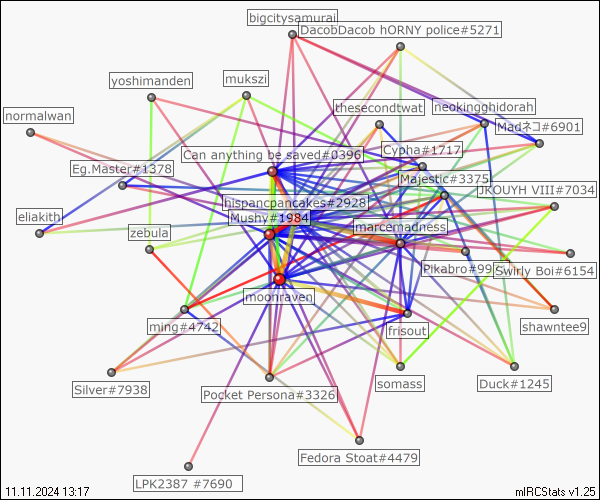 bigcitysamurai
DacobDacob hORNY police#5271
yoshimanden
mukszi
normalwan
thesecondtwat
neokingghidorah
Madネコ#6901
Can anything be saved#0396
Cypha#1717
Eg.Master#1378
Majestic#3375
JKOUYH VIII#7034
hispancpancakes#2928
eliakith
Mushy#1984
zebula
marcemadness
Pikabro#99
Swirly Boi#6154
moonraven
ming#4742
frisout
shawntee9
Silver#7938
Pocket Persona#3326
somass
Duck#1245
Fedora Stoat#4479
LPK2387 #7690
11.11.2024 13:17
mIRCStats v1.25